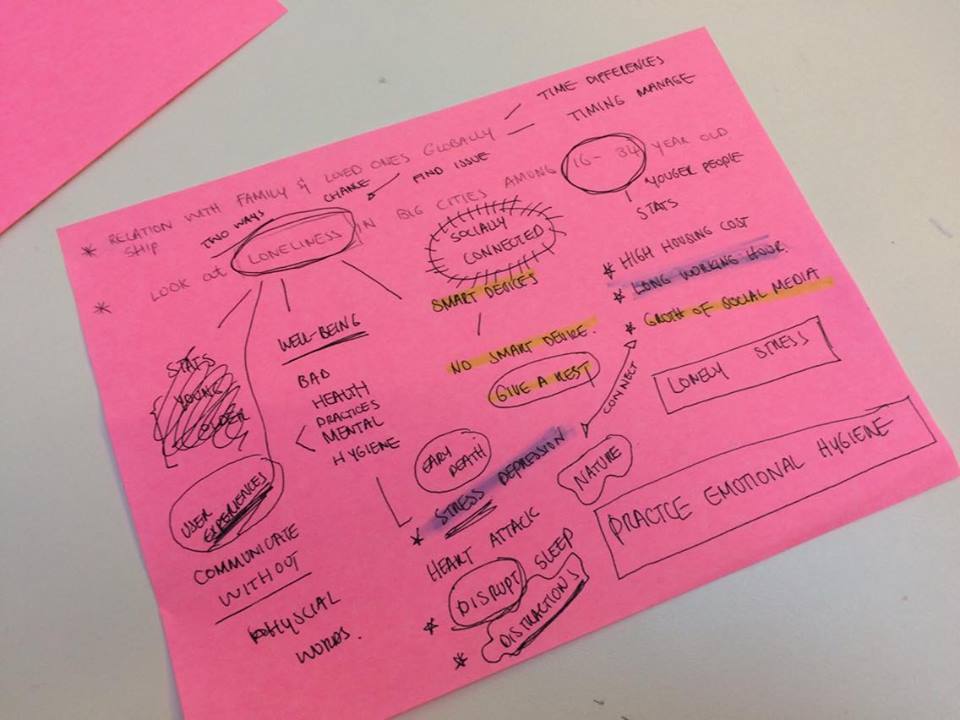 * RELATION WITH FAMILY & LOVED ONES GLOBALLY
SHIP
TIME DIFFERENCES
TIMING MANAGE
TWO WAYS
CHANGE
FIND ISSUE
* LOOK at LONELINESS IN BIG CITIES AMONG 16 - 34 YEAR OLD
YOUGER PEOPLE
STATS
SOCIALLY
CONNECTED
SMART DEVICES
NO SMART DEVICE.
GIVE A REST
* HIGH HOUSING COST
* LONG WORKING HOUR.
* GROTH OF SOCIAL MEDIA
LONELY STRESS
CONNECT
STATS
YOUNG
OLDER
WELL-BEING
BAD
HEALTH
PRACTICES
MENTAL
HYGIENE
USER
EXPERIENCES
COMMUNICATE
WITHOUT
PHYSCIAL
WORDS.
EARY
DEATH
* STRESS DEPRESSION
HEART ATTACK
* DISRUPT SLEEP
* DISTRACTIONS
NATURE
PRACTCE EMOTIONAL HYGIENE